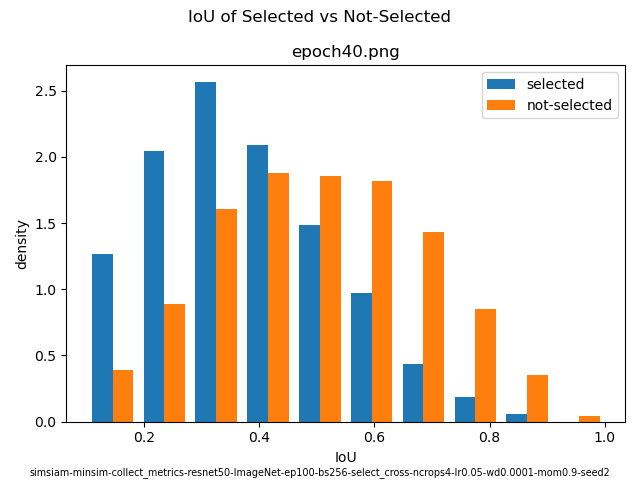 IoU of Selected vs Not-Selected
epoch40.png
selected
not-selected
density
2.5
2.0
1.5
1.0
0.5
0.0
0.2
0.4
0.6
0.8
1.0
IoU
simsiam-minsim-collect_metrics-resnet50-ImageNet-ep100-bs256-select_cross-ncrops4-lr0.05-wd0.0001-mom0.9-seed2